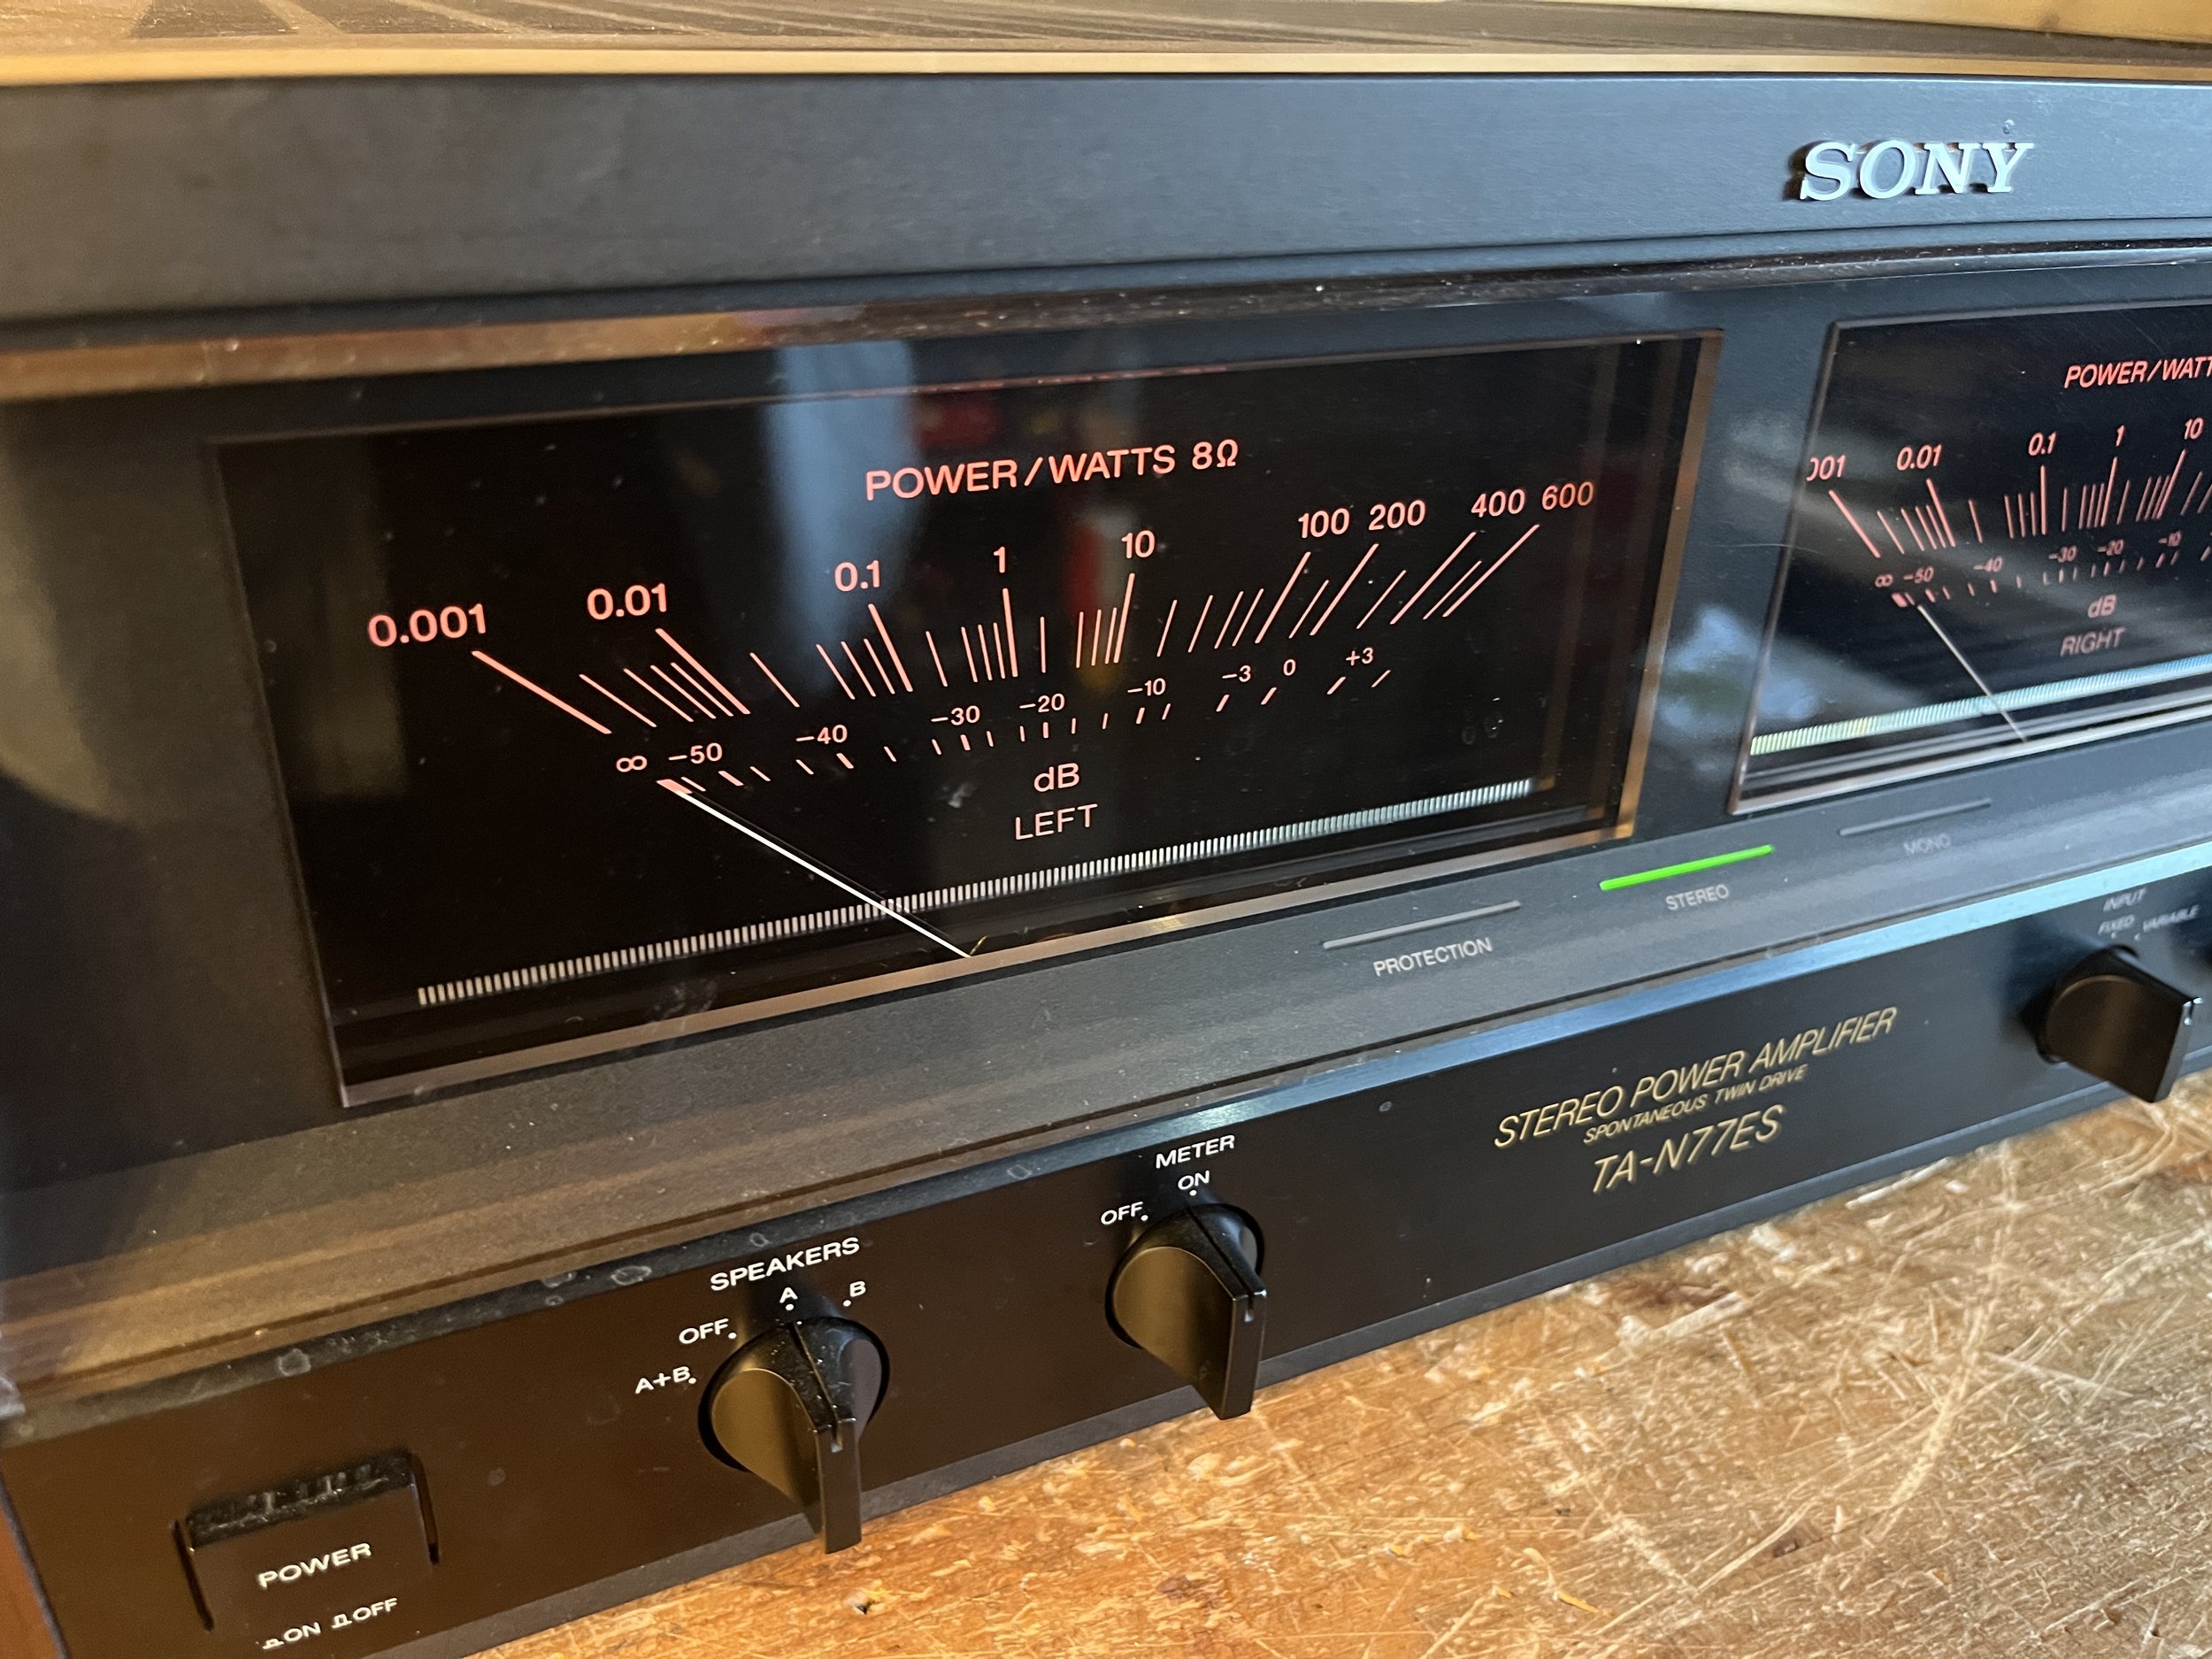 SONY
POWER/WATTS 8Ω
0.001 0.01 0.1 1 10 100 200 400 600
∞ -50 -40 -30 -20 -10 -3 0 +3
dB
LEFT
0.01 0.1 1 10
∞ -50 -40 -30 -20 -10
dB
RIGHT
PROTECTION
STEREO
MONO
INPUT
FIXED VARIABLE
STEREO POWER AMPLIFIER
SPONTANEOUS TWIN DRIVE
TA-N77ES
METER
OFF ON
SPEAKERS
A+B OFF A B
POWER
ON OFF